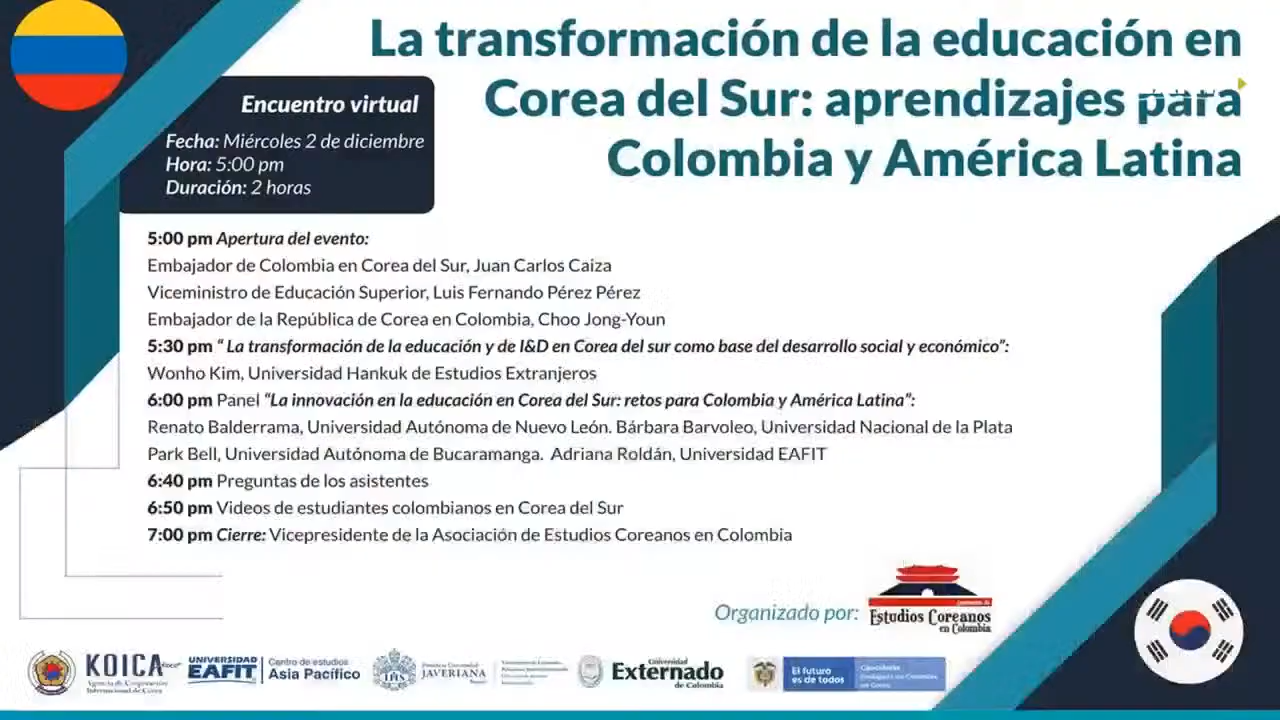 La transformación de la educación en
Corea del Sur: aprendizajes para
Colombia y América Latina
Encuentro virtual
Fecha: Miércoles 2 de diciembre
Hora: 5:00 pm
Duración: 2 horas
5:00 pm Apertura del evento:
Embajador de Colombia en Corea del Sur, Juan Carlos Caiza
Viceministro de Educación Superior, Luis Fernando Pérez Pérez
Embajador de la República de Corea en Colombia, Choo Jong-Youn
5:30 pm “ La transformación de la educación y de I&D en Corea del sur como base del desarrollo social y económico”:
Wonho Kim, Universidad Hankuk de Estudios Extranjeros
6:00 pm Panel “La innovación en la educación en Corea del Sur: retos para Colombia y América Latina”:
Renato Balderrama, Universidad Autónoma de Nuevo León. Bárbara Barvoleo, Universidad Nacional de la Plata
Park Bell, Universidad Autónoma de Bucaramanga. Adriana Roldán, Universidad EAFIT
6:40 pm Preguntas de los asistentes
6:50 pm Videos de estudiantes colombianos en Corea del Sur
7:00 pm Cierre: Vicepresidente de la Asociación de Estudios Coreanos en Colombia
Organizado por:
Estudios Coreanos
en Colombia
KOICA
Agencia de Cooperación
Internacional de Corea
UNIVERSIDAD
EAFIT
Centro de estudios
Asia Pacífico
Pontificia Universidad
JAVERIANA
Universidad
Externado
de Colombia
El futuro
es de todos